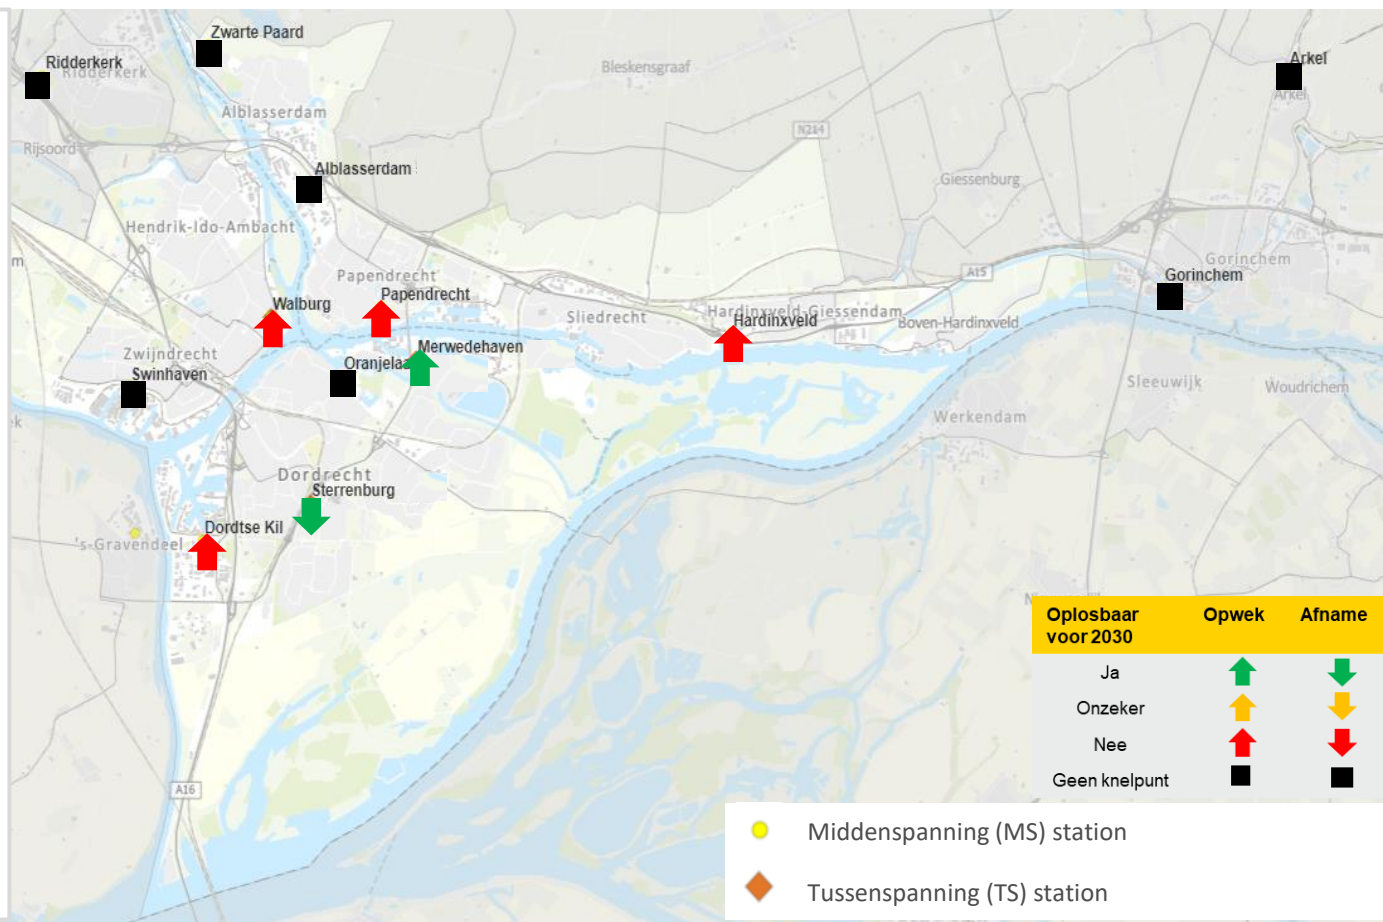 Zwarte Paard
Ridderkerk
Ridderkerk
Bleskensgraaf
Arkel
Arkel
Alblasserdam
N214
Rijsoord
Alblasserdam
Giessenburg
Hendrik-Ido-Ambacht
m
Gorinchem
A15
Papendrecht
Gorinchem
Papendrecht
Walburg
Hardinxveld-Giessendam
Sliedrecht
Hardinxveld
Boven-Hardinxveld
Merwedehaven
Zwijndrecht
Oranjelaa
Swinhaven
Sleeuwijk
Woudrichem
ek
Werkendam
Dordrecht
Sterrenburg
Dordtse Kil
's-Gravendeel
Oplosbaar
voor 2030
Opwek
Afname
Ja
Onzeker
Nee
Geen knelpunt
A16
Middenspanning (MS) station
Tussenspanning (TS) station